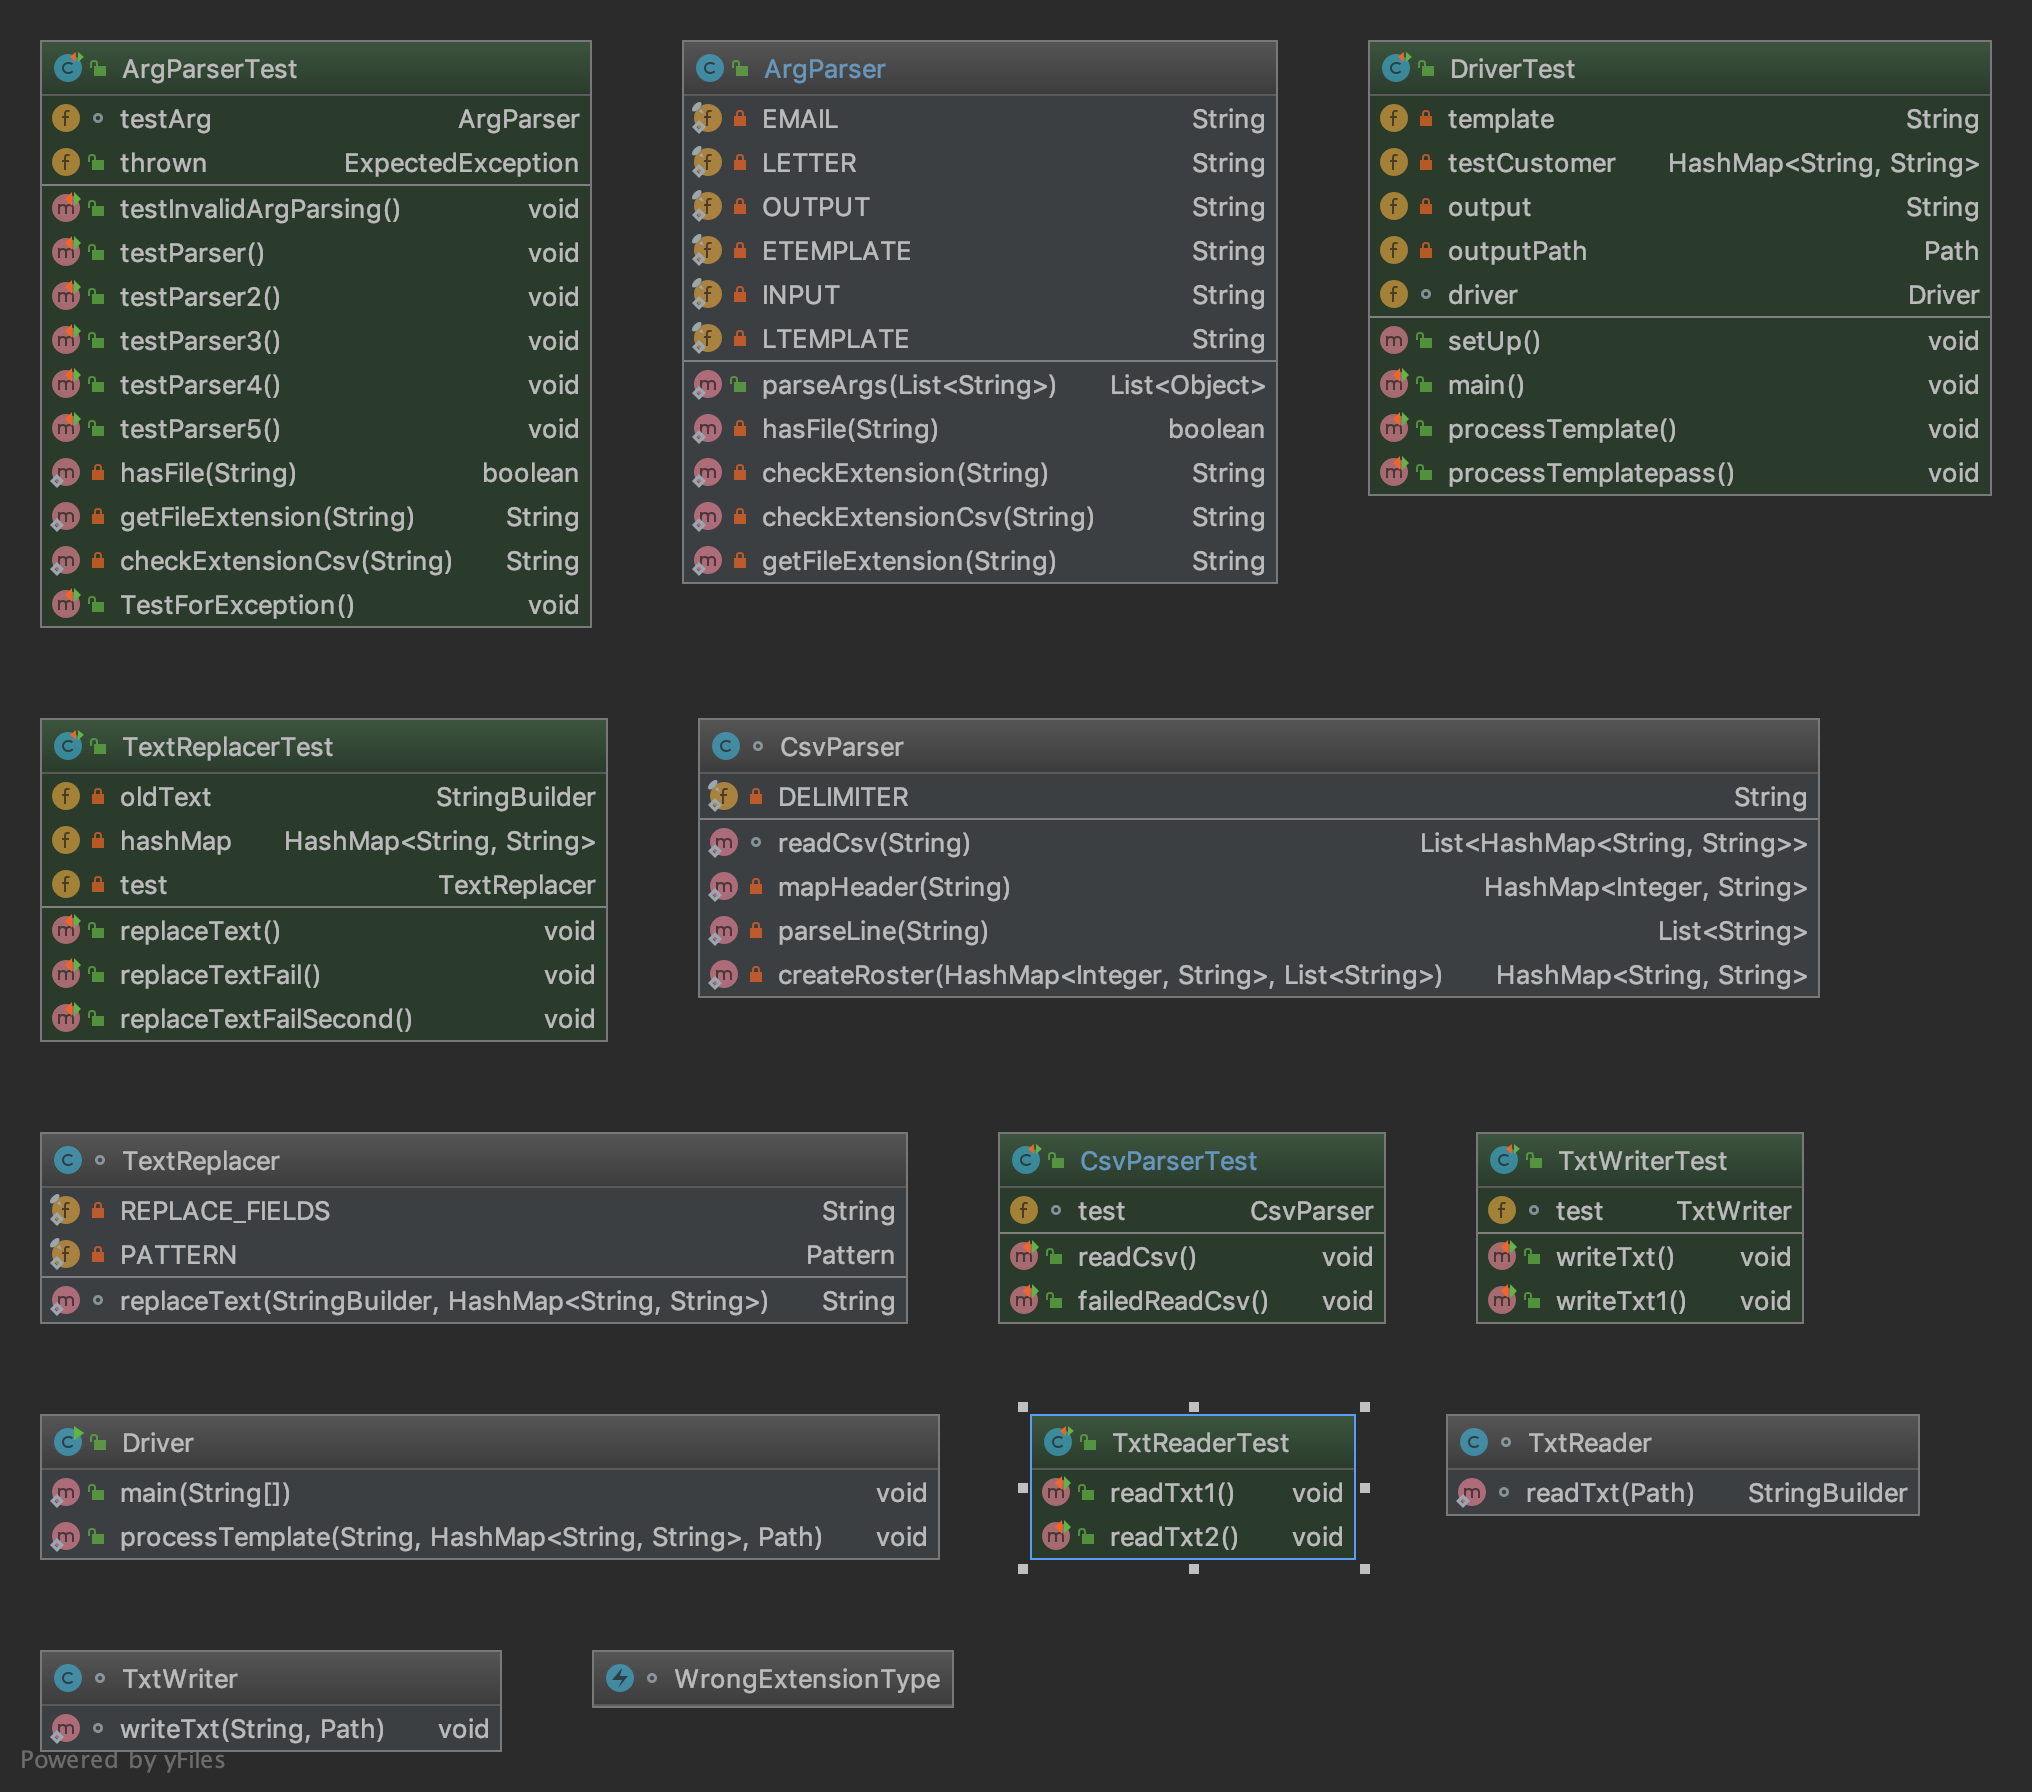 ArgParserTest
testArg ArgParser
thrown ExpectedException
testInvalidArgParsing() void
testParser() void
testParser2() void
testParser3() void
testParser4() void
testParser5() void
hasFile(String) boolean
getFileExtension(String) String
checkExtensionCsv(String) String
TestForException() void
ArgParser
EMAIL String
LETTER String
OUTPUT String
ETEMPLATE String
INPUT String
LTEMPLATE String
parseArgs(List<String>) List<Object>
hasFile(String) boolean
checkExtension(String) String
checkExtensionCsv(String) String
getFileExtension(String) String
DriverTest
template String
testCustomer HashMap<String, String>
output String
outputPath Path
driver Driver
setUp() void
main() void
processTemplate() void
processTemplatepass() void
TextReplacerTest
oldText StringBuilder
hashMap HashMap<String, String>
test TextReplacer
replaceText() void
replaceTextFail() void
replaceTextFailSecond() void
CsvParser
DELIMITER String
readCsv(String) List<HashMap<String, String>>
mapHeader(String) HashMap<Integer, String>
parseLine(String) List<String>
createRoster(HashMap<Integer, String>, List<String>) HashMap<String, String>
TextReplacer
REPLACE_FIELDS String
PATTERN Pattern
replaceText(StringBuilder, HashMap<String, String>) String
CsvParserTest
test CsvParser
readCsv() void
failedReadCsv() void
TxtWriterTest
test TxtWriter
writeTxt() void
writeTxt1() void
Driver
main(String[]) void
processTemplate(String, HashMap<String, String>, Path) void
TxtReaderTest
readTxt1() void
readTxt2() void
TxtReader
readTxt(Path) StringBuilder
TxtWriter
writeTxt(String, Path) void
WrongExtensionType
Powered by yFiles